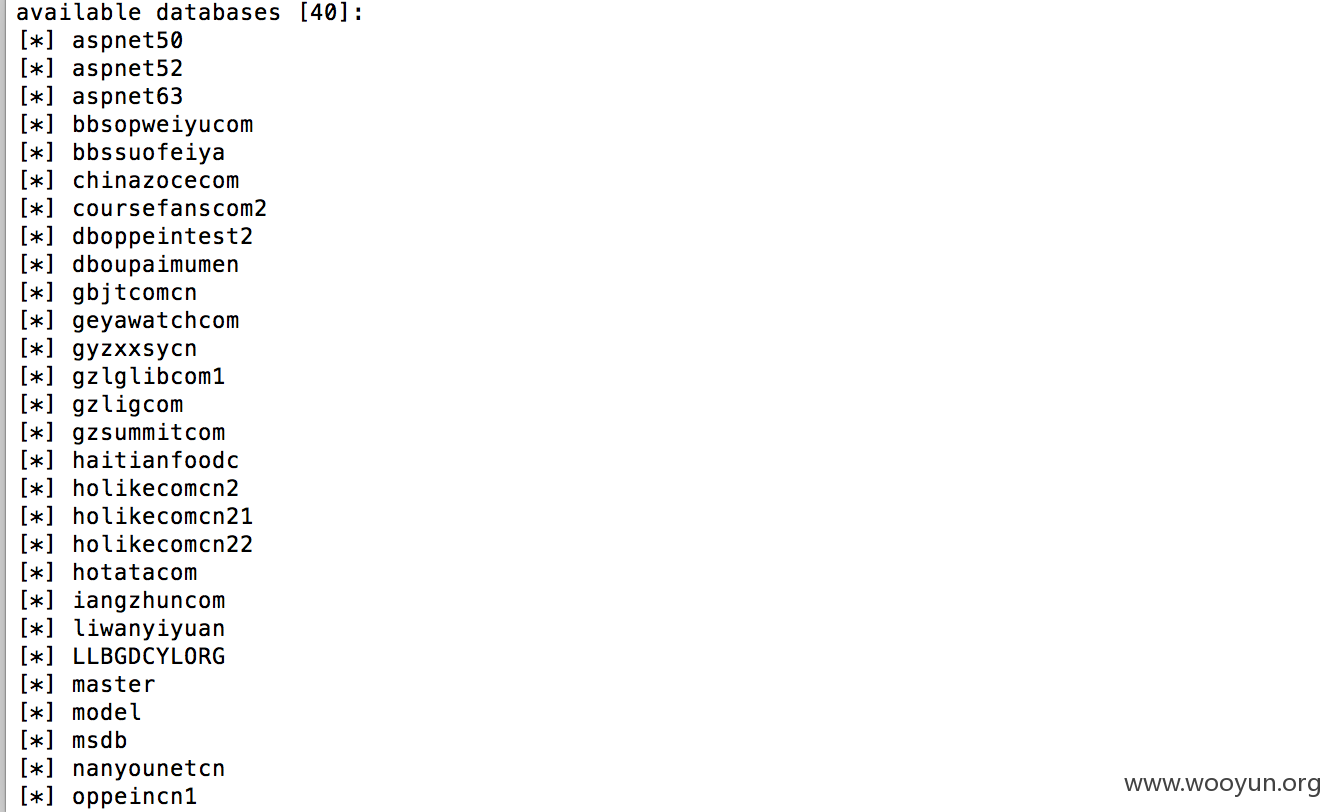 available databases [40]:
[*] aspnet50
[*] aspnet52
[*] aspnet63
[*] bbsopweiyucom
[*] bbssuofeiya
[*] chinazocecom
[*] coursefanscom2
[*] dboppeintest2
[*] dboupaimumen
[*] gbjtcomcn
[*] geyawatchcom
[*] gyzxxsycn
[*] gzlglibcom1
[*] gzligcom
[*] gzsummitcom
[*] haitianfoodc
[*] holikecomcn2
[*] holikecomcn21
[*] holikecomcn22
[*] hotatacom
[*] iangzhuncom
[*] liwanyiyuan
[*] LLBGDCYLORG
[*] master
[*] model
[*] msdb
[*] nanyounetcn
[*] oppeincn1
www.wooyun.org